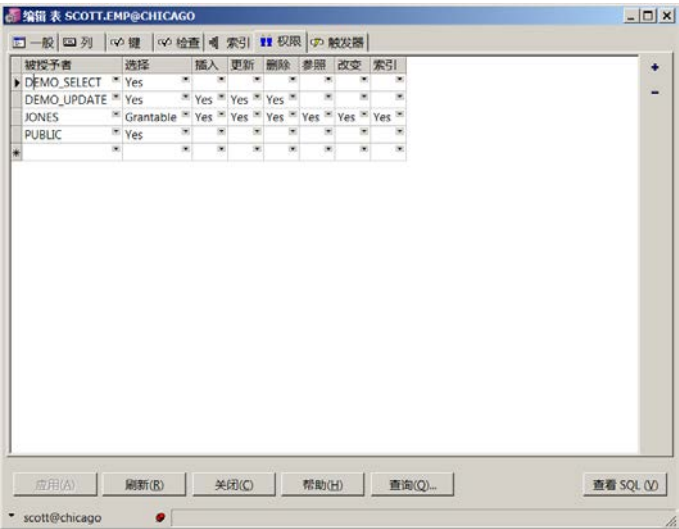 编辑 表 SCOTT.EMP@CHICAGO
一般 列 键 检查 索引 权限 触发器
被授予者 选择 插入 更新 删除 参照 改变 索引
DEMO_SELECT Yes
DEMO_UPDATE Yes Yes Yes Yes
JONES Grantable Yes Yes Yes Yes Yes Yes
PUBLIC Yes
应用(A) 刷新(R) 关闭(C) 帮助(H) 查询(Q)... 查看 SQL (V)
scott@chicago